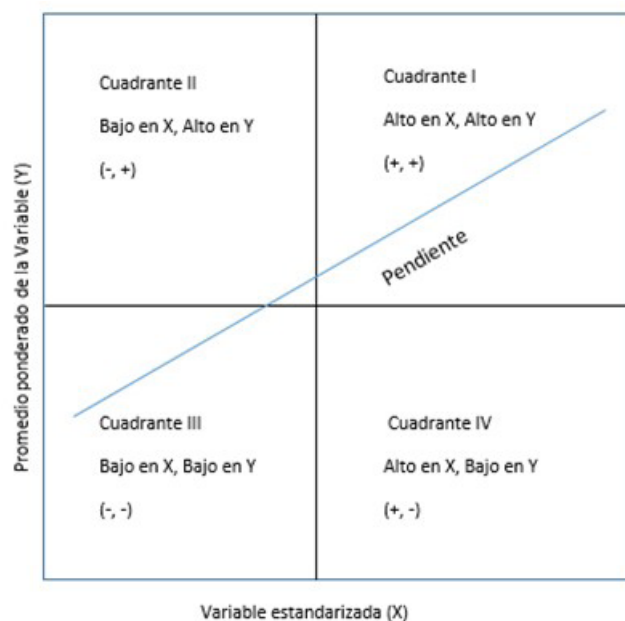 Cuadrante II
Bajo en X, Alto en Y
(-, +)
Cuadrante I
Alto en X, Alto en Y
(+, +)
Pendiente
Promedio ponderado de la Variable (Y)
Cuadrante III
Bajo en X, Bajo en Y
(-, -)
Cuadrante IV
Alto en X, Bajo en Y
(+, -)
Variable estandarizada (X)